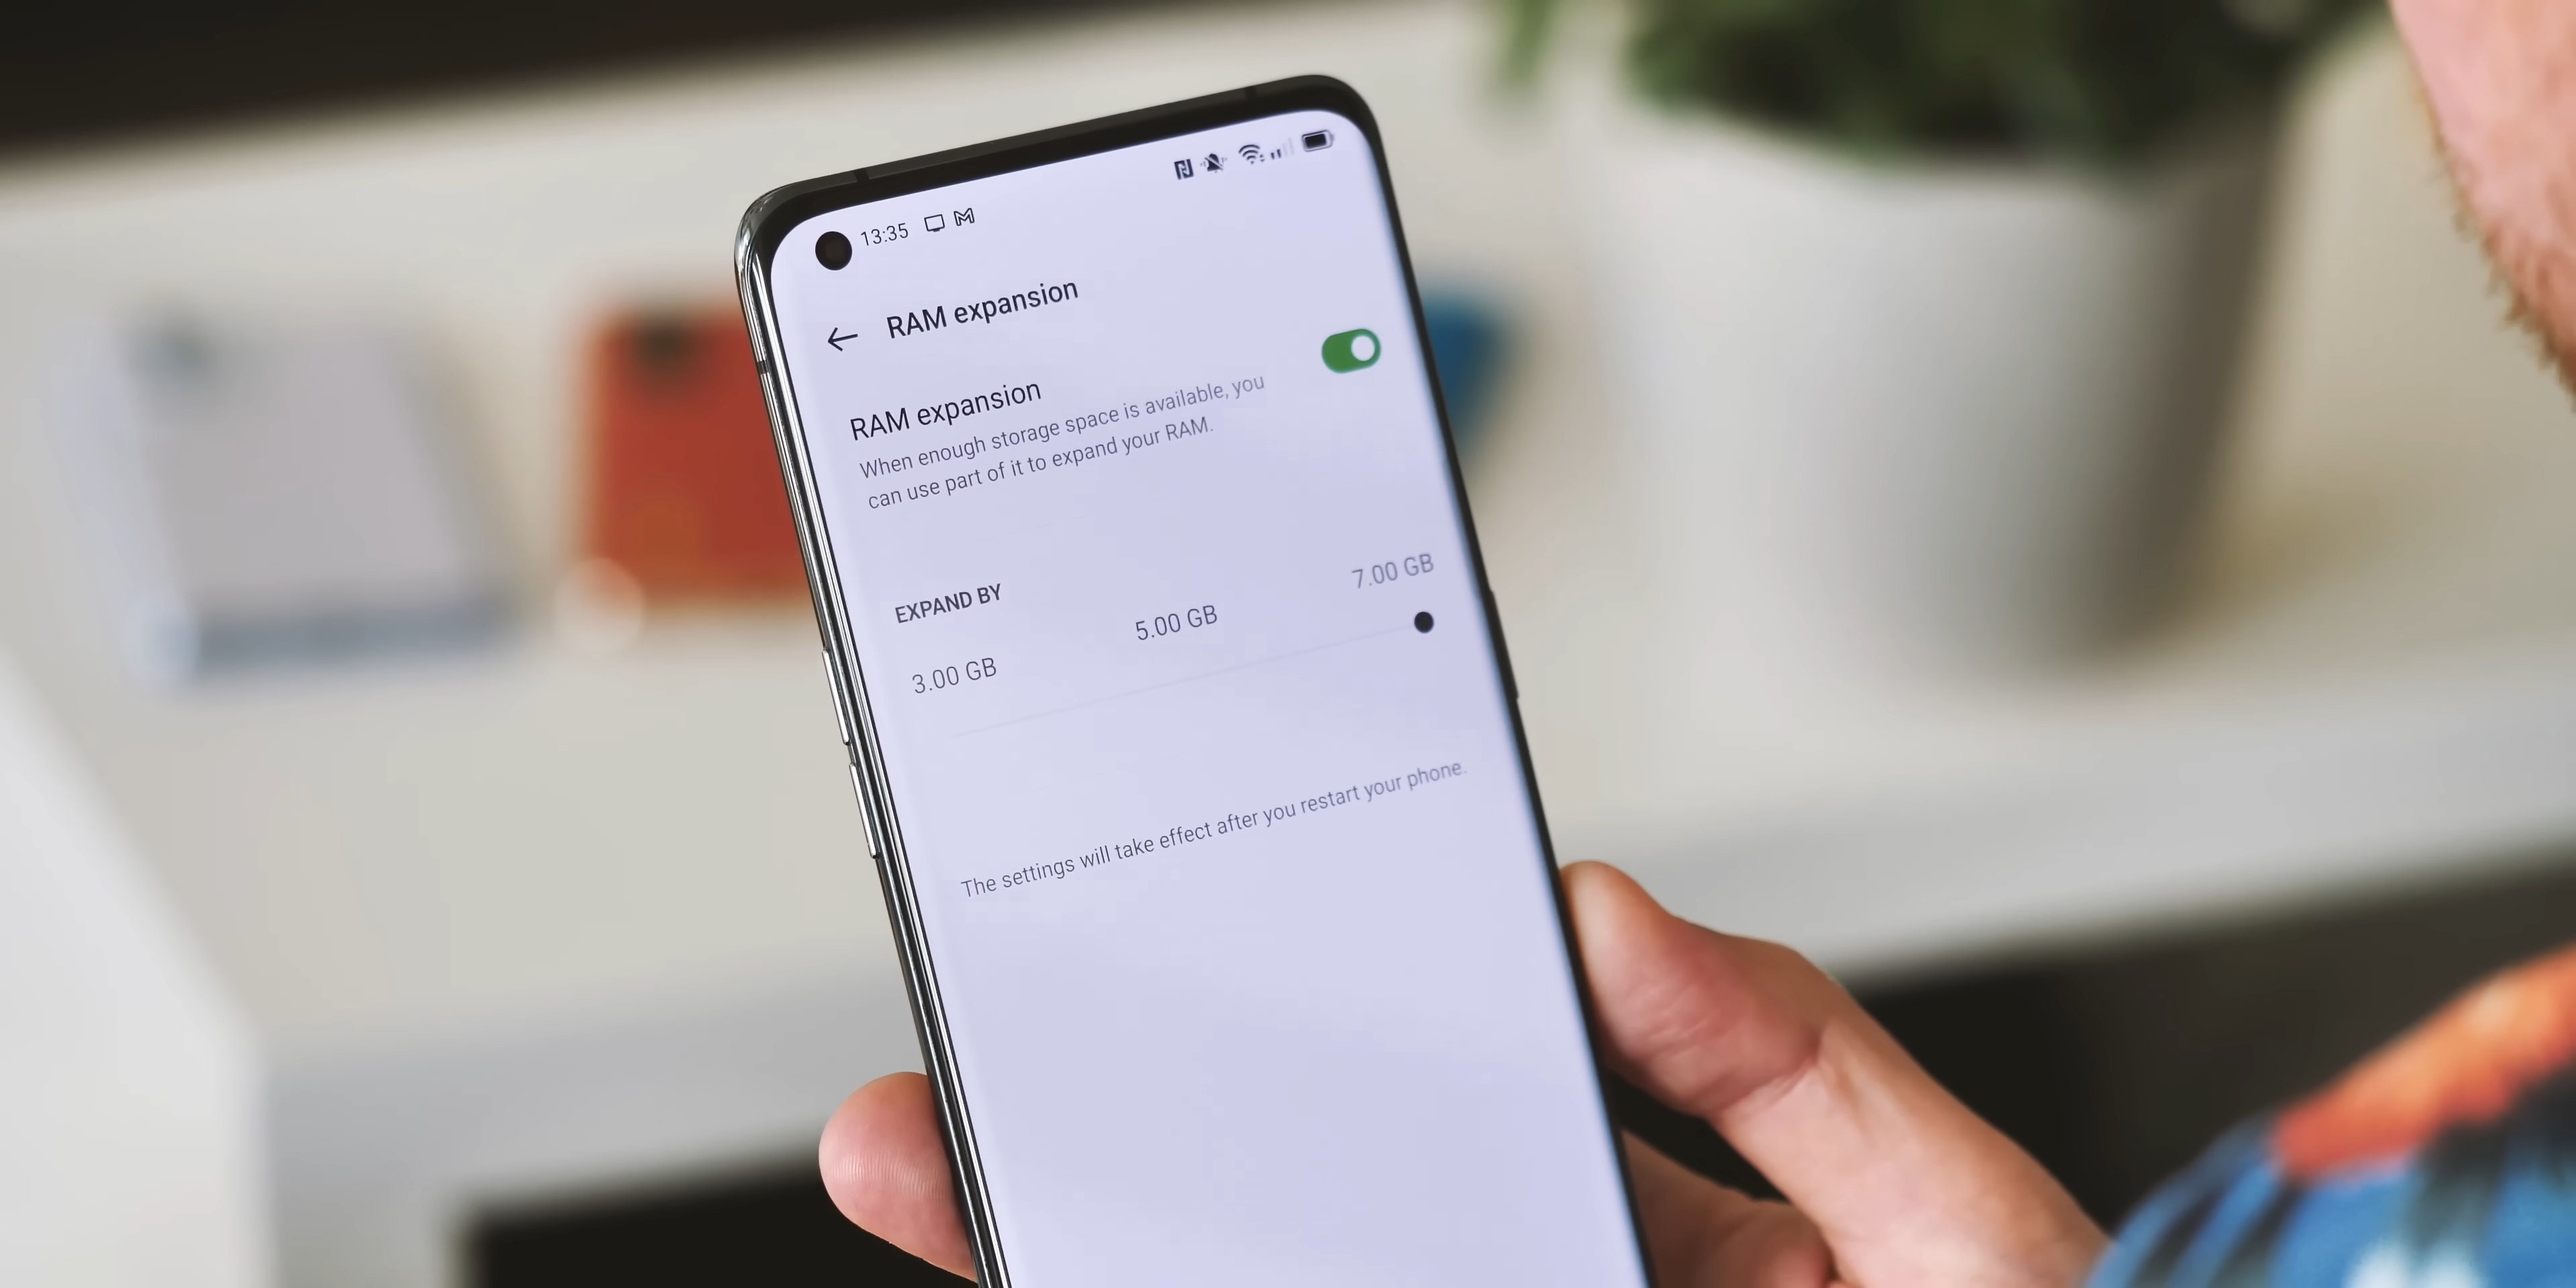 13:35
RAM expansion
RAM expansion
When enough storage space is available, you
can use part of it to expand your RAM.
EXPAND BY
3.00 GB 5.00 GB 7.00 GB
The settings will take effect after you restart your phone.